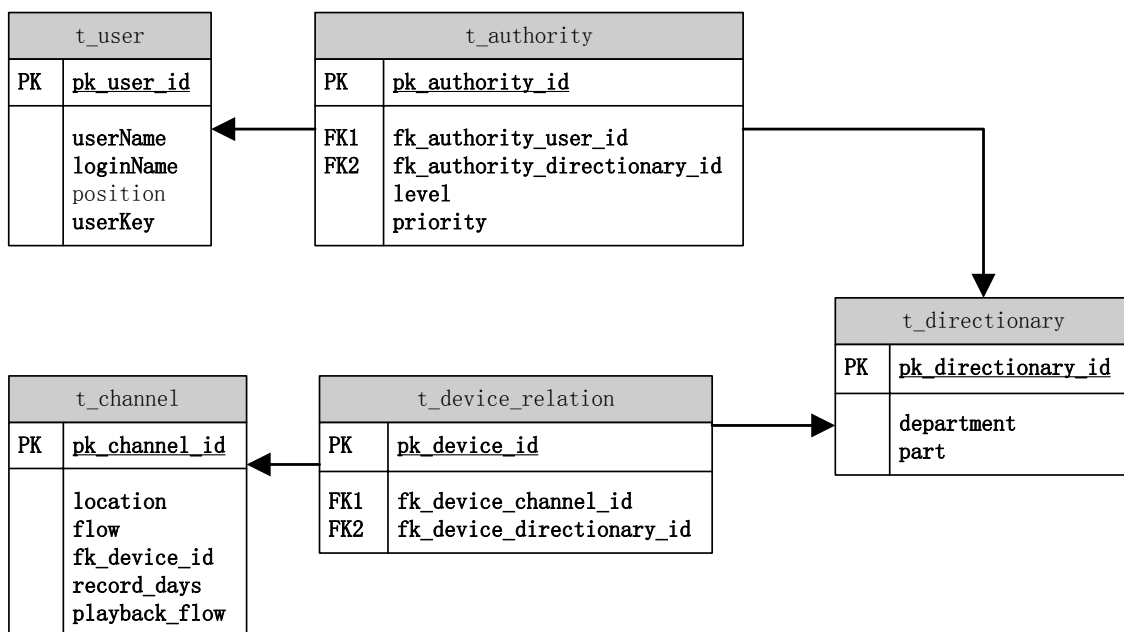 t_user
PK pk_user_id
userName
loginName
position
userKey
t_authority
PK pk_authority_id
FK1 fk_authority_user_id
FK2 fk_authority_directionary_id
level
priority
t_directionary
PK pk_directionary_id
department
part
t_channel
PK pk_channel_id
location
flow
fk_device_id
record_days
playback_flow
t_device_relation
PK pk_device_id
FK1 fk_device_channel_id
FK2 fk_device_directionary_id